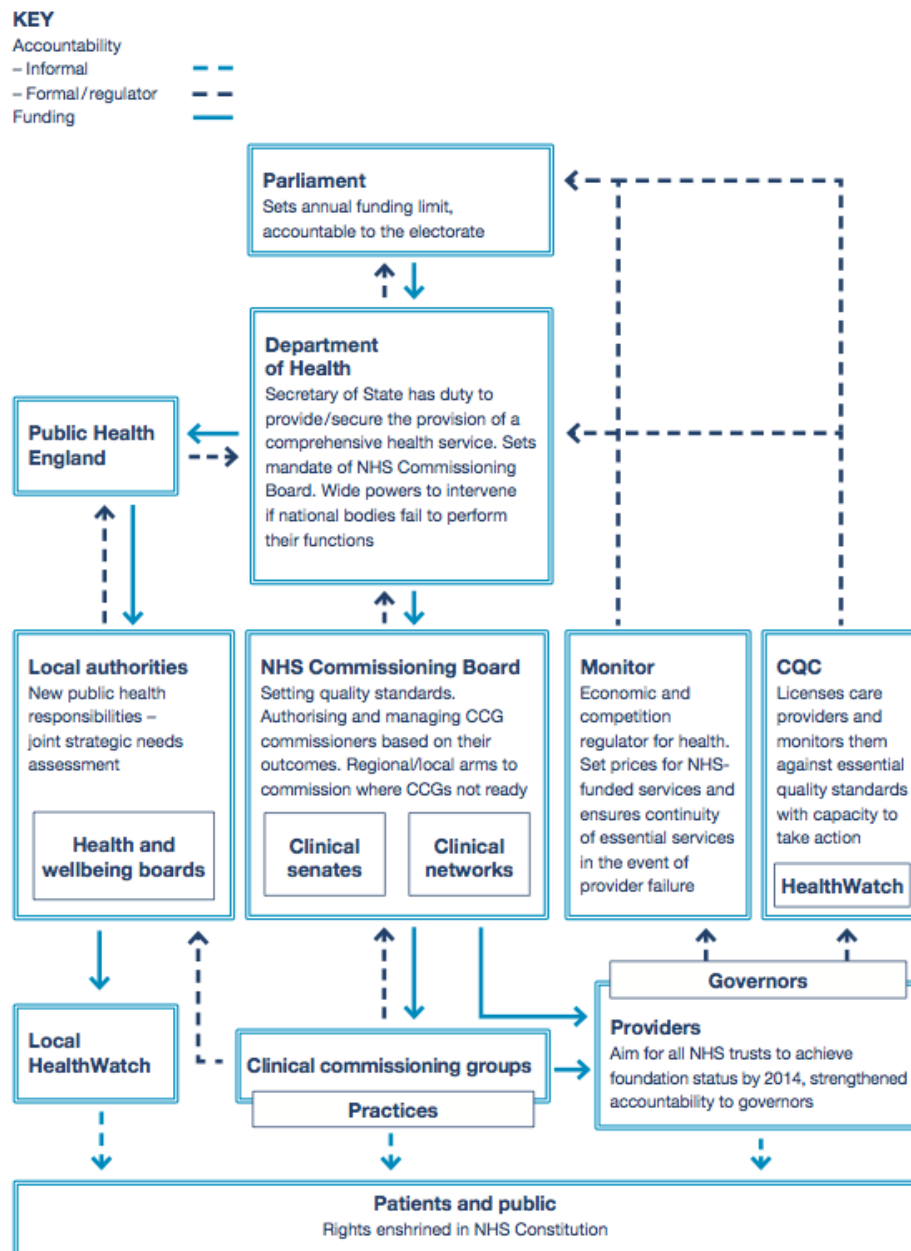 KEY
Accountability
– Informal
– Formal/regulator
Funding
Parliament
Sets annual funding limit,
accountable to the electorate
Department
of Health
Secretary of State has duty to
provide/secure the provision of a
comprehensive health service. Sets
mandate of NHS Commissioning
Board. Wide powers to intervene
if national bodies fail to perform
their functions
Public Health
England
Local authorities
New public health
responsibilities –
joint strategic needs
assessment
Health and
wellbeing boards
NHS Commissioning Board
Setting quality standards.
Authorising and managing CCG
commissioners based on their
outcomes. Regional/local arms to
commission where CCGs not ready
Clinical
senates
Clinical
networks
Monitor
Economic and
competition
regulator for health.
Set prices for NHS-
funded services and
ensures continuity
of essential services
in the event of
provider failure
CQC
Licenses care
providers and
monitors them
against essential
quality standards
with capacity to
take action
HealthWatch
Local
HealthWatch
Clinical commissioning groups
Practices
Governors
Providers
Aim for all NHS trusts to achieve
foundation status by 2014, strengthened
accountability to governors
Patients and public
Rights enshrined in NHS Constitution